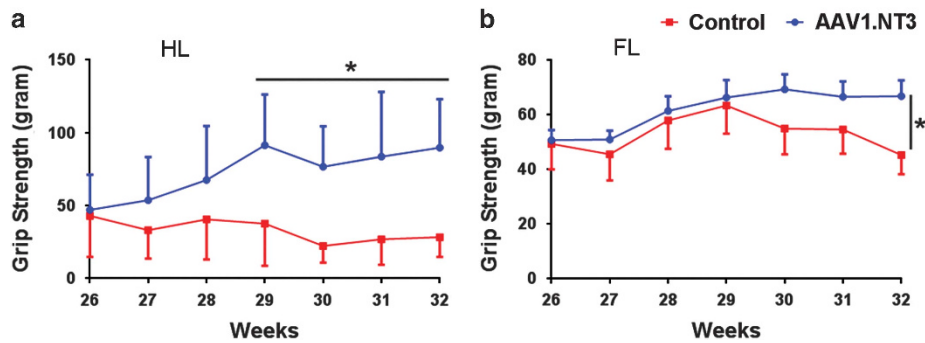 a
HL
Grip Strength (gram)
150
100
50
0
*
26 27 28 29 30 31 32
Weeks
b
Control AAV1.NT3
FL
Grip Strength (gram)
80
60
40
20
0
*
26 27 28 29 30 31 32
Weeks